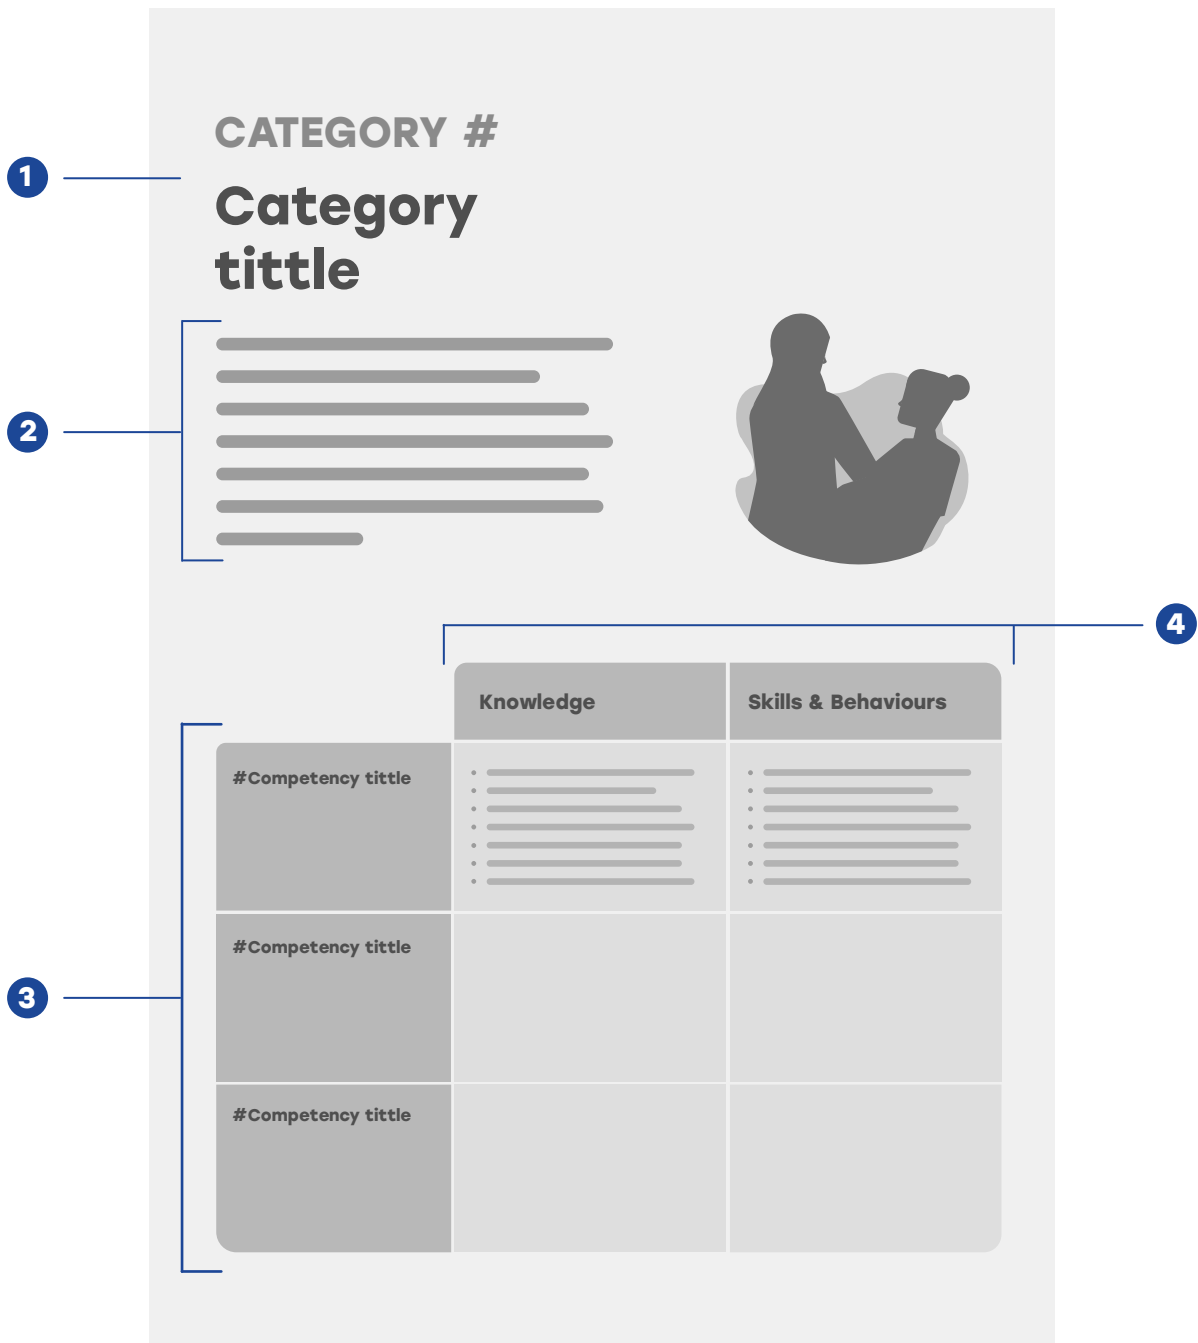 CATEGORY #
1
Category
tittle
2
4
Knowledge
Skills & Behaviours
#Competency tittle
#Competency tittle
3
#Competency tittle